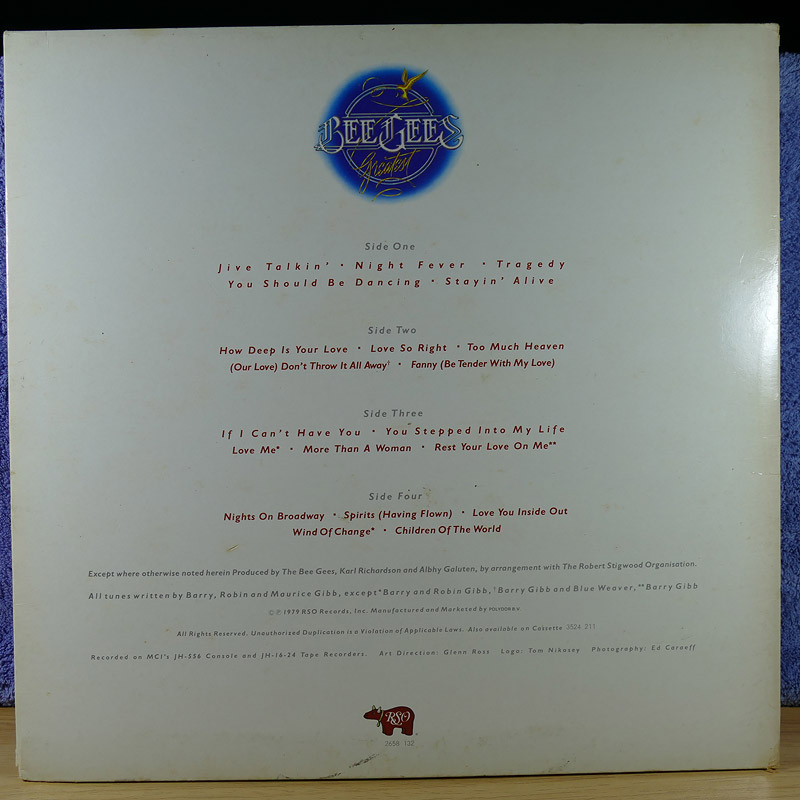 BEE GEES
Greatest
Side One
Jive Talkin' • Night Fever • Tragedy
You Should Be Dancing • Stayin' Alive
Side Two
How Deep Is Your Love • Love So Right • Too Much Heaven
(Our Love) Don't Throw It All Away† • Fanny (Be Tender With My Love)
Side Three
If I Can't Have You • You Stepped Into My Life
Love Me* • More Than A Woman • Rest Your Love On Me**
Side Four
Nights On Broadway • Spirits (Having Flown) • Love You Inside Out
Wind Of Change* • Children Of The World
Except where otherwise noted herein Produced by The Bee Gees, Karl Richardson and Albhy Galuten, by arrangement with The Robert Stigwood Organisation.
All tunes written by Barry, Robin and Maurice Gibb, except *Barry and Robin Gibb, †Barry Gibb and Blue Weaver, **Barry Gibb
© ℗ 1979 RSO Records, Inc. Manufactured and Marketed by POLYDOR B.V.
All Rights Reserved. Unauthorized Duplication is a Violation of Applicable Laws. Also available on Cassette 3524 211
Recorded on MCI's JH-556 Console and JH-16-24 Tape Recorders. Art Direction: Glenn Ross Logo: Tom Nikosey Photography: Ed Caraeff
RSO
2658 132